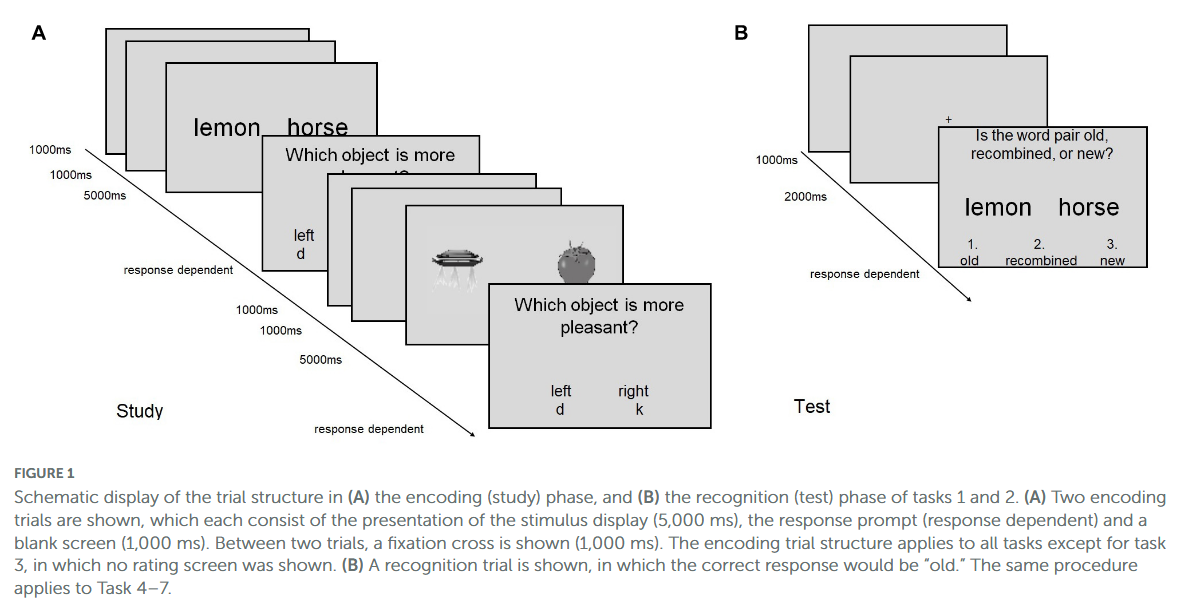 A
B
lemon horse
Which object is more
left
d
Which object is more
pleasant?
left right
d k
1000ms
1000ms
5000ms
response dependent
1000ms
1000ms
5000ms
response dependent
Study
+
Is the word pair old,
recombined, or new?
lemon horse
1. 2. 3.
old recombined new
1000ms
2000ms
response dependent
Test
FIGURE 1
Schematic display of the trial structure in (A) the encoding (study) phase, and (B) the recognition (test) phase of tasks 1 and 2. (A) Two encoding
trials are shown, which each consist of the presentation of the stimulus display (5,000 ms), the response prompt (response dependent) and a
blank screen (1,000 ms). Between two trials, a fixation cross is shown (1,000 ms). The encoding trial structure applies to all tasks except for task
3, in which no rating screen was shown. (B) A recognition trial is shown, in which the correct response would be “old.” The same procedure
applies to Task 4–7.